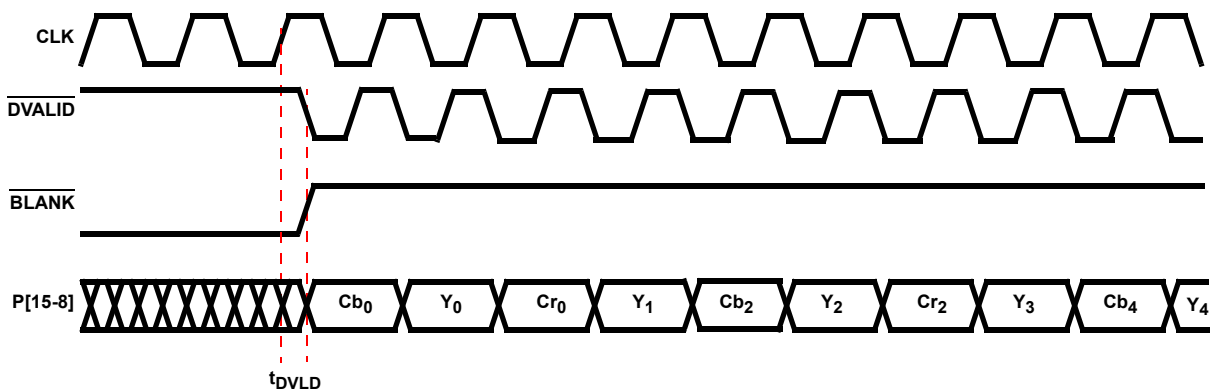 CLK
DVALID
BLANK
P[15-8] Cb0 Y0 Cr0 Y1 Cb2 Y2 Cr2 Y3 Cb4 Y4
tDVLD